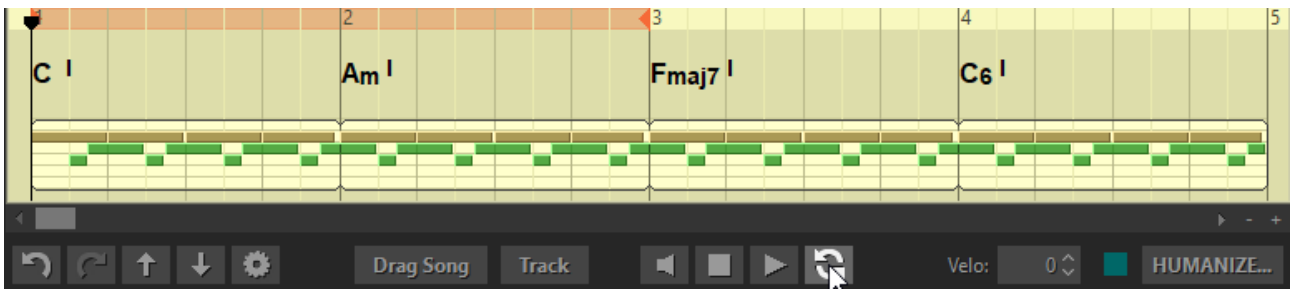 1 2 3 4 5
C I Am I Fmaj7 I C6 I
Drag Song Track Velo: 0 HUMANIZE...